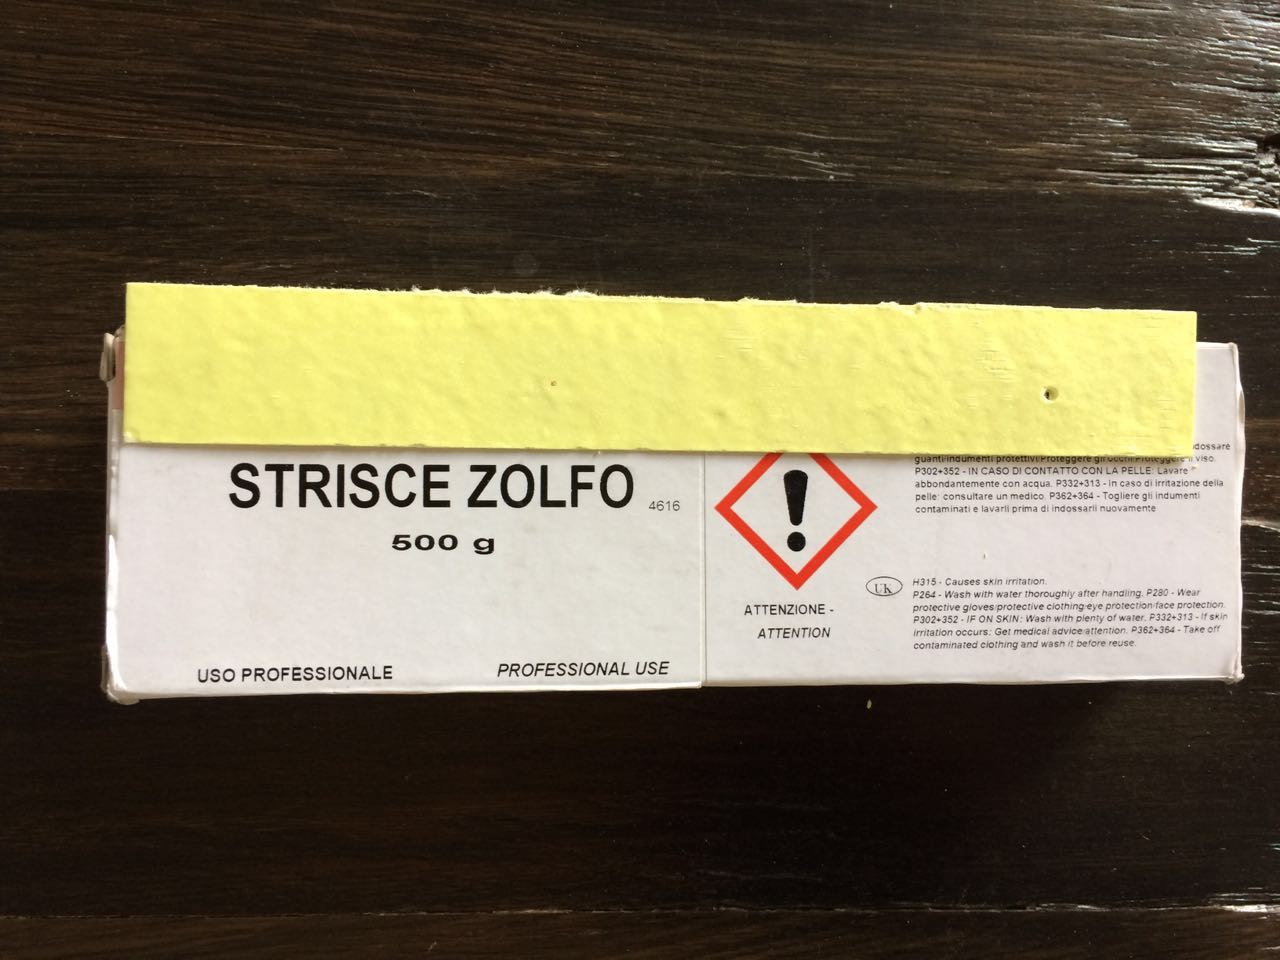 STRISCE ZOLFO
4616
500 g
USO PROFESSIONALE
PROFESSIONAL USE
ATTENZIONE -
ATTENTION
dossare
guanti/indumenti protettivi/Proteggere gli occhi/Proteggere il viso.
P302+352 - IN CASO DI CONTATTO CON LA PELLE: Lavare
abbondantemente con acqua. P332+313 - In caso di irritazione della
pelle: consultare un medico. P362+364 - Togliere gli indumenti
contaminati e lavarli prima di indossarli nuovamente
UK
H315 - Causes skin irritation.
P264 - Wash with water thoroughly after handling. P280 - Wear
protective gloves/protective clothing/eye protection/face protection.
P302+352 - IF ON SKIN: Wash with plenty of water. P332+313 - If skin
irritation occurs: Get medical advice/attention. P362+364 - Take off
contaminated clothing and wash it before reuse.